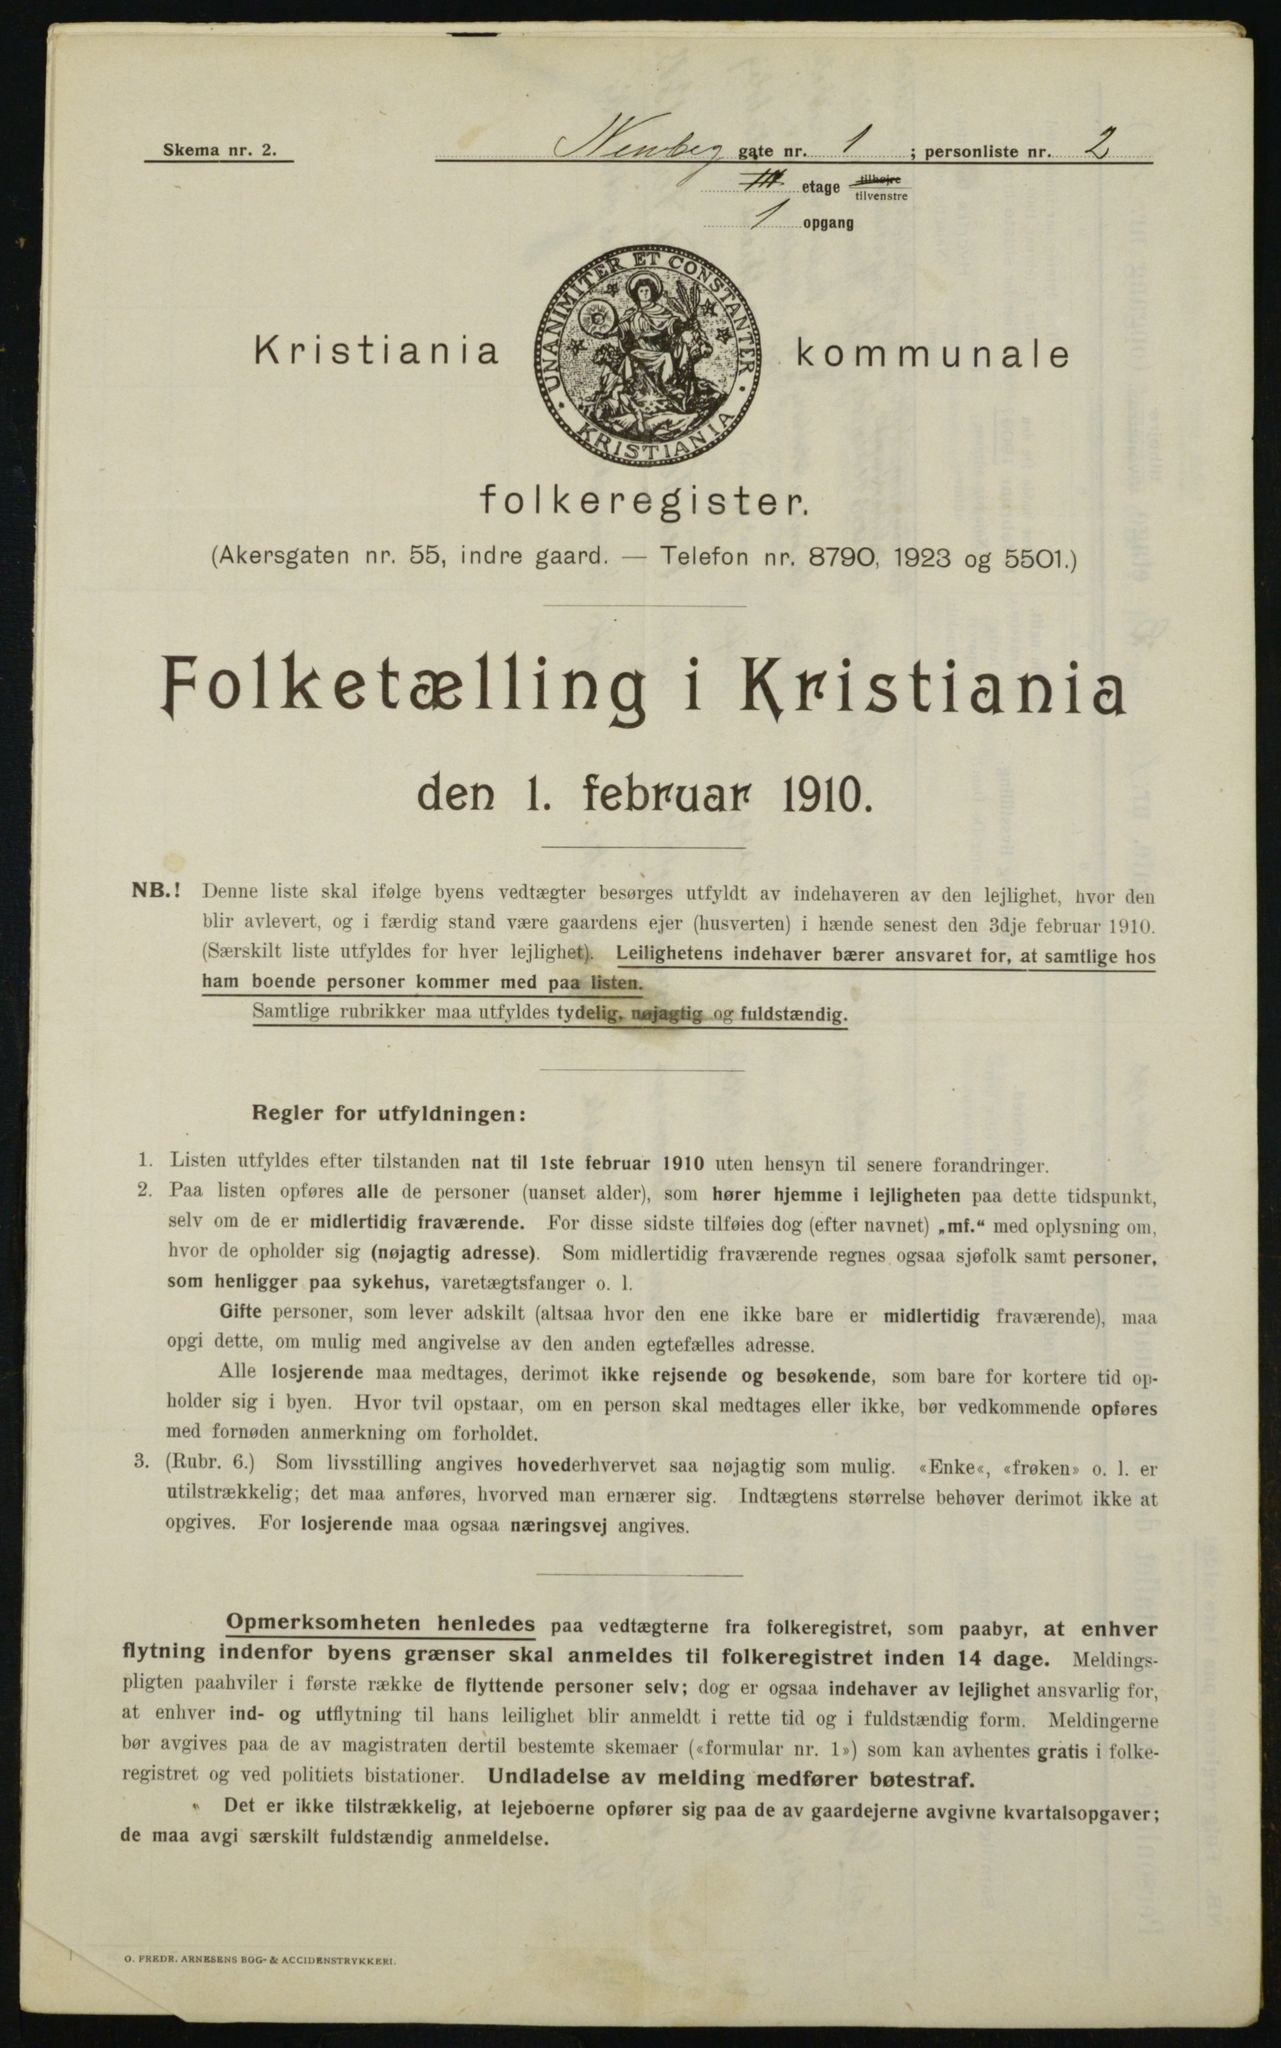 Skema nr. 2. Neuberg gate nr. 1 ; personliste nr. 2
III etage tilhøjre
tilvenstre
1 opgang
UNANIMITER ET CONSTANTER
Kristiania kommunale
KRISTIANIA
folkeregister.
(Akersgaten nr. 55, indre gaard. — Telefon nr. 8790, 1923 og 5501.)
Folketælling i Kristiania
den 1. februar 1910.
NB.! Denne liste skal ifølge byens vedtægter besørges utfyldt av indehaveren av den lejlighet, hvor den
blir avlevert, og i færdig stand være gaardens ejer (husverten) i hænde senest den 3dje februar 1910.
(Særskilt liste utfyldes for hver lejlighet). Leilighetens indehaver bærer ansvaret for, at samtlige hos
ham boende personer kommer med paa listen.
Samtlige rubrikker maa utfyldes tydelig, nøjagtig og fuldstændig.
Regler for utfyldningen:
1. Listen utfyldes efter tilstanden nat til 1ste februar 1910 uten hensyn til senere forandringer.
2. Paa listen opføres alle de personer (uanset alder), som hører hjemme i lejligheten paa dette tidspunkt,
selv om de er midlertidig fraværende. For disse sidste tilføies dog (efter navnet) „mf.“ med oplysning om,
hvor de opholder sig (nøjagtig adresse). Som midlertidig fraværende regnes ogsaa sjøfolk samt personer,
som henligger paa sykehus, varetægtsfanger o. l.
Gifte personer, som lever adskilt (altsaa hvor den ene ikke bare er midlertidig fraværende), maa
opgi dette, om mulig med angivelse av den anden egtefælles adresse.
Alle losjerende maa medtages, derimot ikke rejsende og besøkende, som bare for kortere tid op-
holder sig i byen. Hvor tvil opstaar, om en person skal medtages eller ikke, bør vedkommende opføres
med fornøden anmerkning om forholdet.
3. (Rubr. 6.) Som livsstilling angives hovederhvervet saa nøjagtig som mulig. «Enke«, «frøken» o. l. er
utilstrækkelig; det maa anføres, hvorved man ernærer sig. Indtægtens størrelse behøver derimot ikke at
opgives. For losjerende maa ogsaa næringsvej angives.
Opmerksomheten henledes paa vedtægterne fra folkeregistret, som paabyr, at enhver
flytning indenfor byens grænser skal anmeldes til folkeregistret inden 14 dage. Meldings-
pligten paahviler i første række de flyttende personer selv; dog er ogsaa indehaver av lejlighet ansvarlig for,
at enhver ind- og utflytning til hans leilighet blir anmeldt i rette tid og i fuldstændig form. Meldingerne
bør avgives paa de av magistraten dertil bestemte skemaer («formular nr. 1») som kan avhentes gratis i folke-
registret og ved politiets bistationer. Undladelse av melding medfører bøtestraf.
Det er ikke tilstrækkelig, at lejeboerne opfører sig paa de av gaardejerne avgivne kvartalsopgaver;
de maa avgi særskilt fuldstændig anmeldelse.
O. FREDR. ARNESENS BOG- & ACCIDENSTRYKKERI.